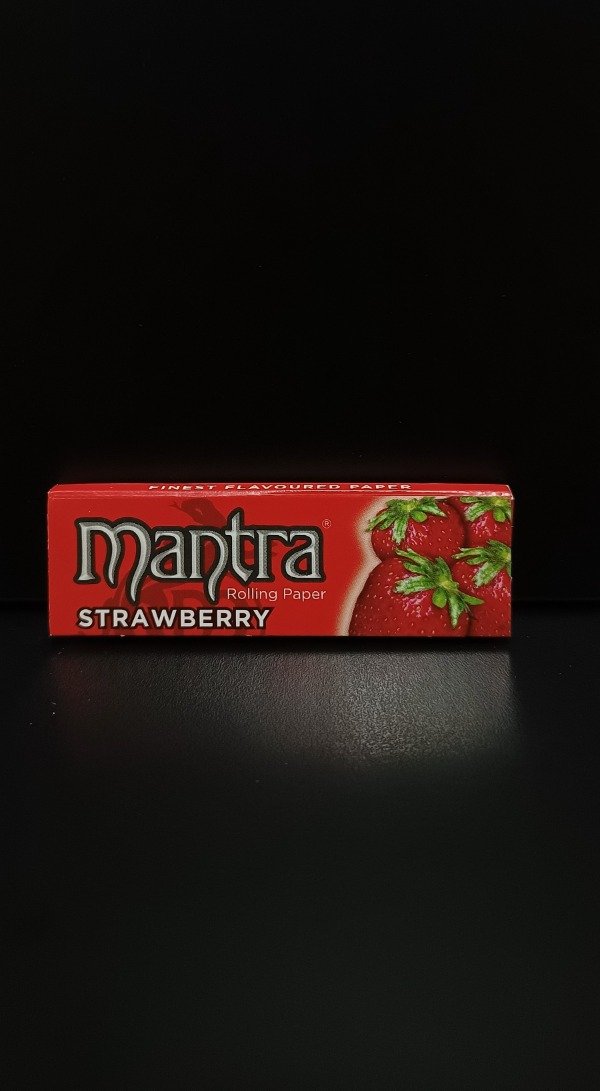 FINEST FLAVOURED PAPER
mantra®
Rolling Paper
STRAWBERRY